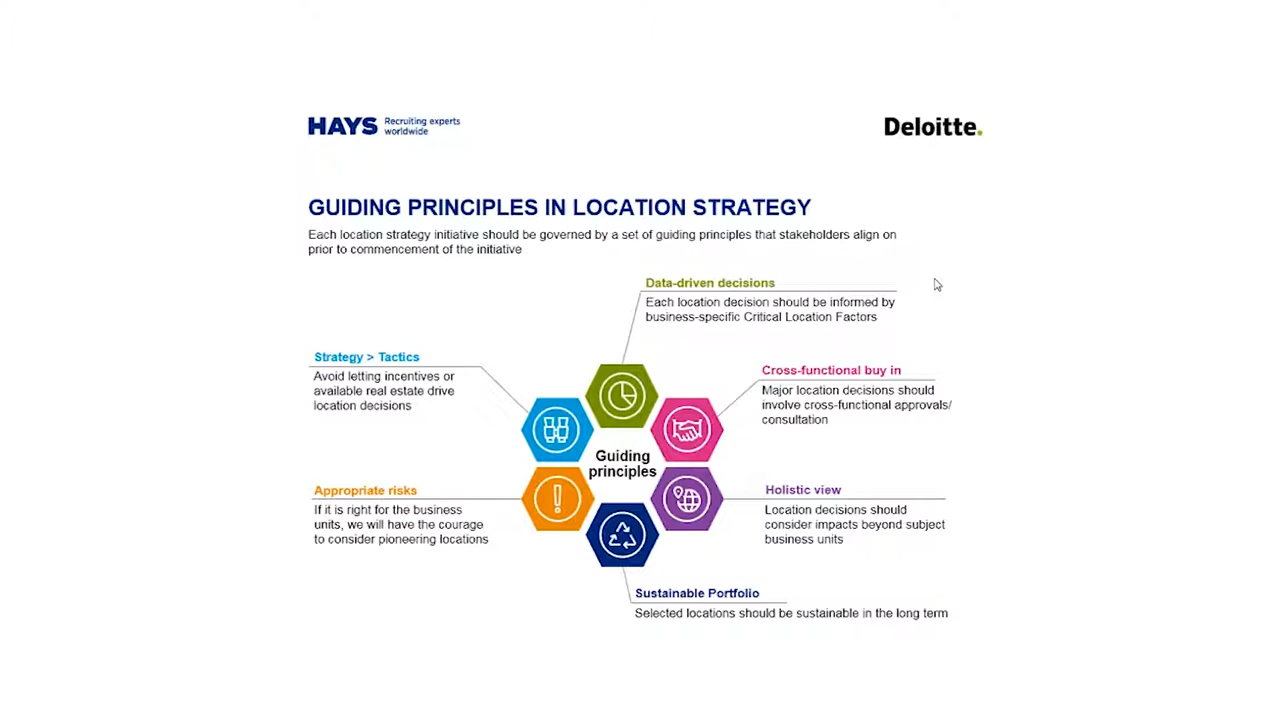 HAYS Recruiting experts
worldwide
Deloitte.
GUIDING PRINCIPLES IN LOCATION STRATEGY
Each location strategy initiative should be governed by a set of guiding principles that stakeholders align on
prior to commencement of the initiative
Data-driven decisions
Each location decision should be informed by
business-specific Critical Location Factors
Strategy > Tactics
Avoid letting incentives or
available real estate drive
location decisions
Cross-functional buy in
Major location decisions should
involve cross-functional approvals/
consultation
Guiding
principles
Appropriate risks
If it is right for the business
units, we will have the courage
to consider pioneering locations
Holistic view
Location decisions should
consider impacts beyond subject
business units
Sustainable Portfolio
Selected locations should be sustainable in the long term